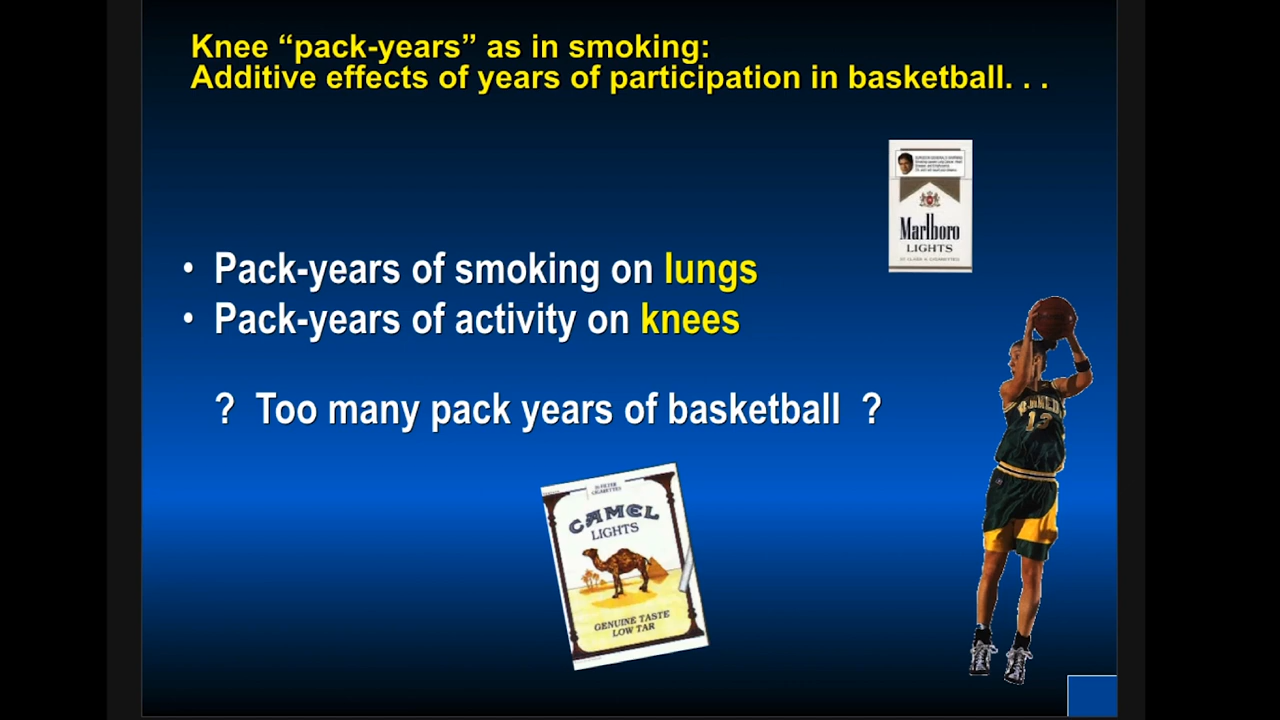 Knee “pack-years” as in smoking:
Additive effects of years of participation in basketball. . .
Marlboro
LIGHTS
• Pack-years of smoking on lungs
• Pack-years of activity on knees
? Too many pack years of basketball ?
13
CAMEL
LIGHTS
GENUINE TASTE
LOW TAR